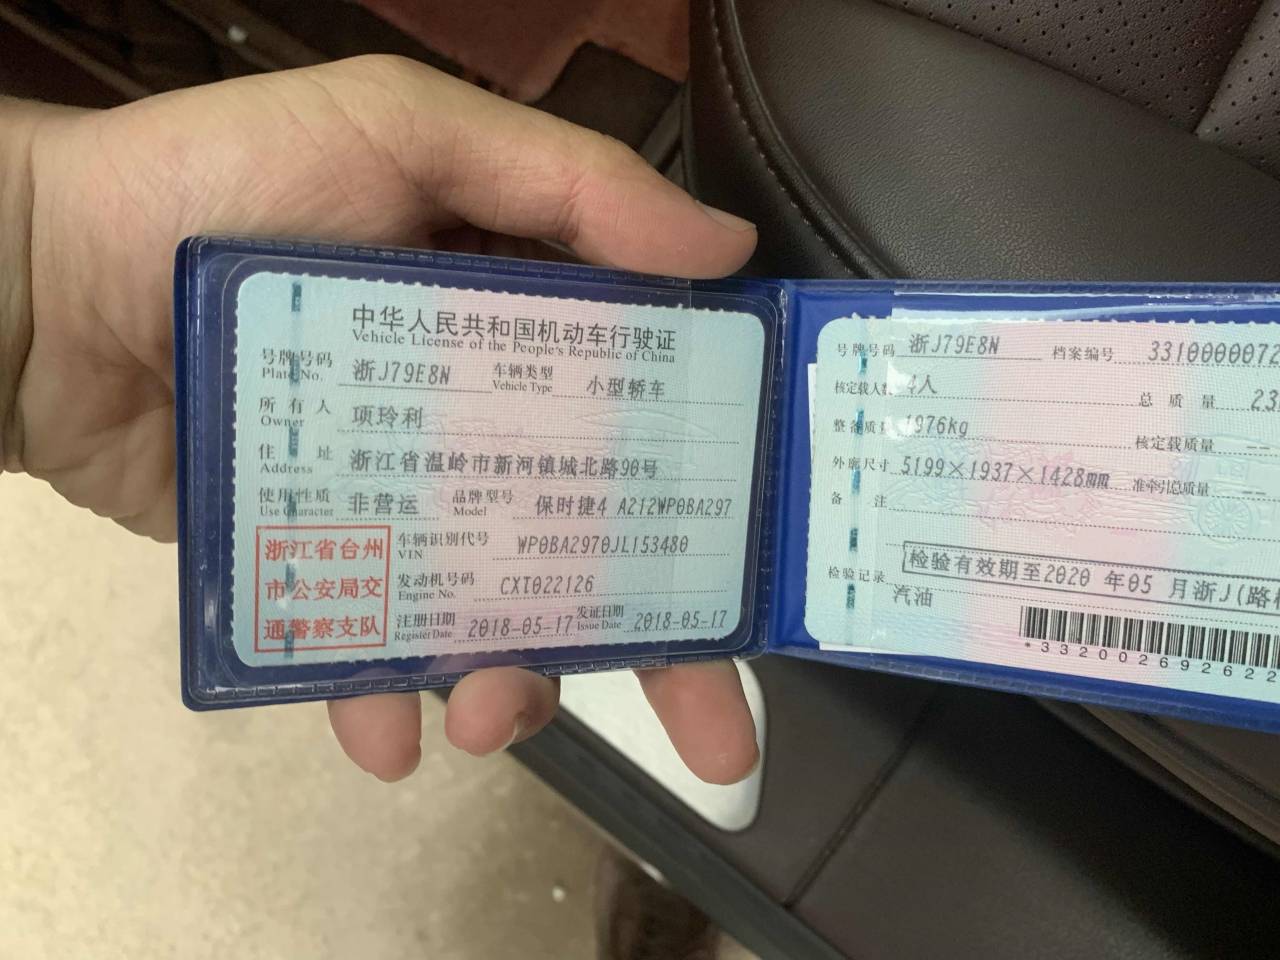 中华人民共和国机动车行驶证
Vehicle License of the People's Republic of China
号牌号码 浙J79E8N 车辆类型 小型轿车
Plate No. Vehicle Type
所有人 项玲利
Owner
住址 浙江省温岭市新河镇城北路90号
Address
使用性质 非营运 品牌型号 保时捷4 A212WP0BA297
Use Character Model
浙江省台州
市公安局交
通警察支队
车辆识别代号 WP0BA2970JL153480
VIN
发动机号码 CXT022126
Engine No.
注册日期 2018-05-17 发证日期 2018-05-17
Register Date Issue Date
号牌号码 浙J79E8N 档案编号 3310000072
核定载人数 4人 总质量 23
整备质量 1976kg 核定载质量 --
外廓尺寸 5199×1937×1428mm 准牵引总质量 --
备注
检验记录 检验有效期至2020 年05 月浙J(路
汽油
*332002692622